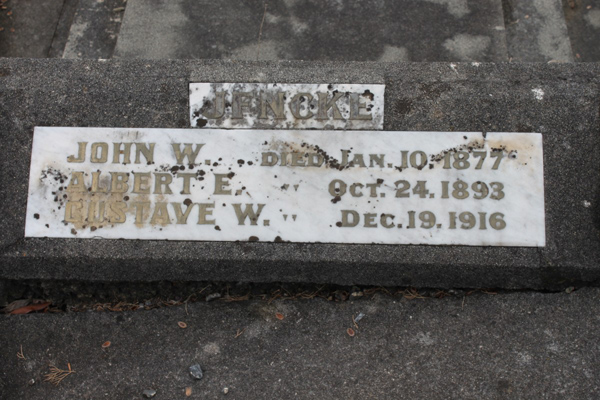 JENCKE
JOHN W. DIED JAN. 10. 1877
ALBERT E. " OCT. 24. 1893
GUSTAVE W. " DEC. 19. 1916